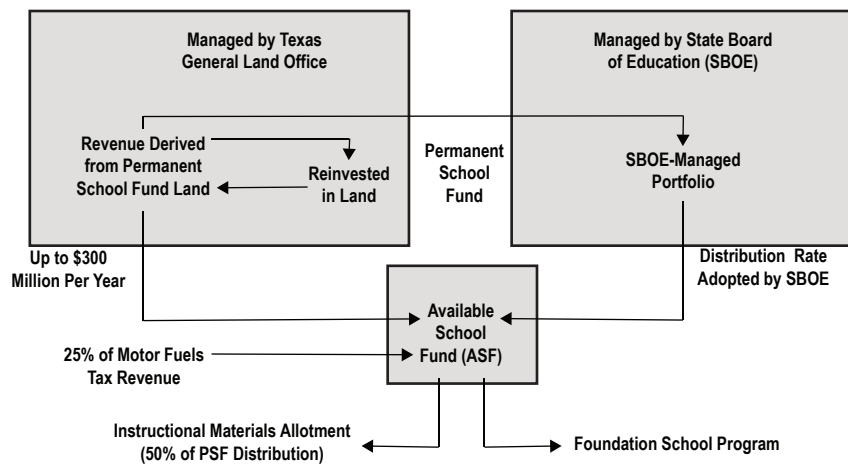 Managed by Texas
General Land Office
Managed by State Board
of Education (SBOE)
Revenue Derived
from Permanent
School Fund Land
Reinvested
in Land
Permanent
School
Fund
SBOE-Managed
Portfolio
Up to $300
Million Per Year
Distribution Rate
Adopted by SBOE
Available
School
Fund (ASF)
25% of Motor Fuels
Tax Revenue
Instructional Materials Allotment
(50% of PSF Distribution)
Foundation School Program